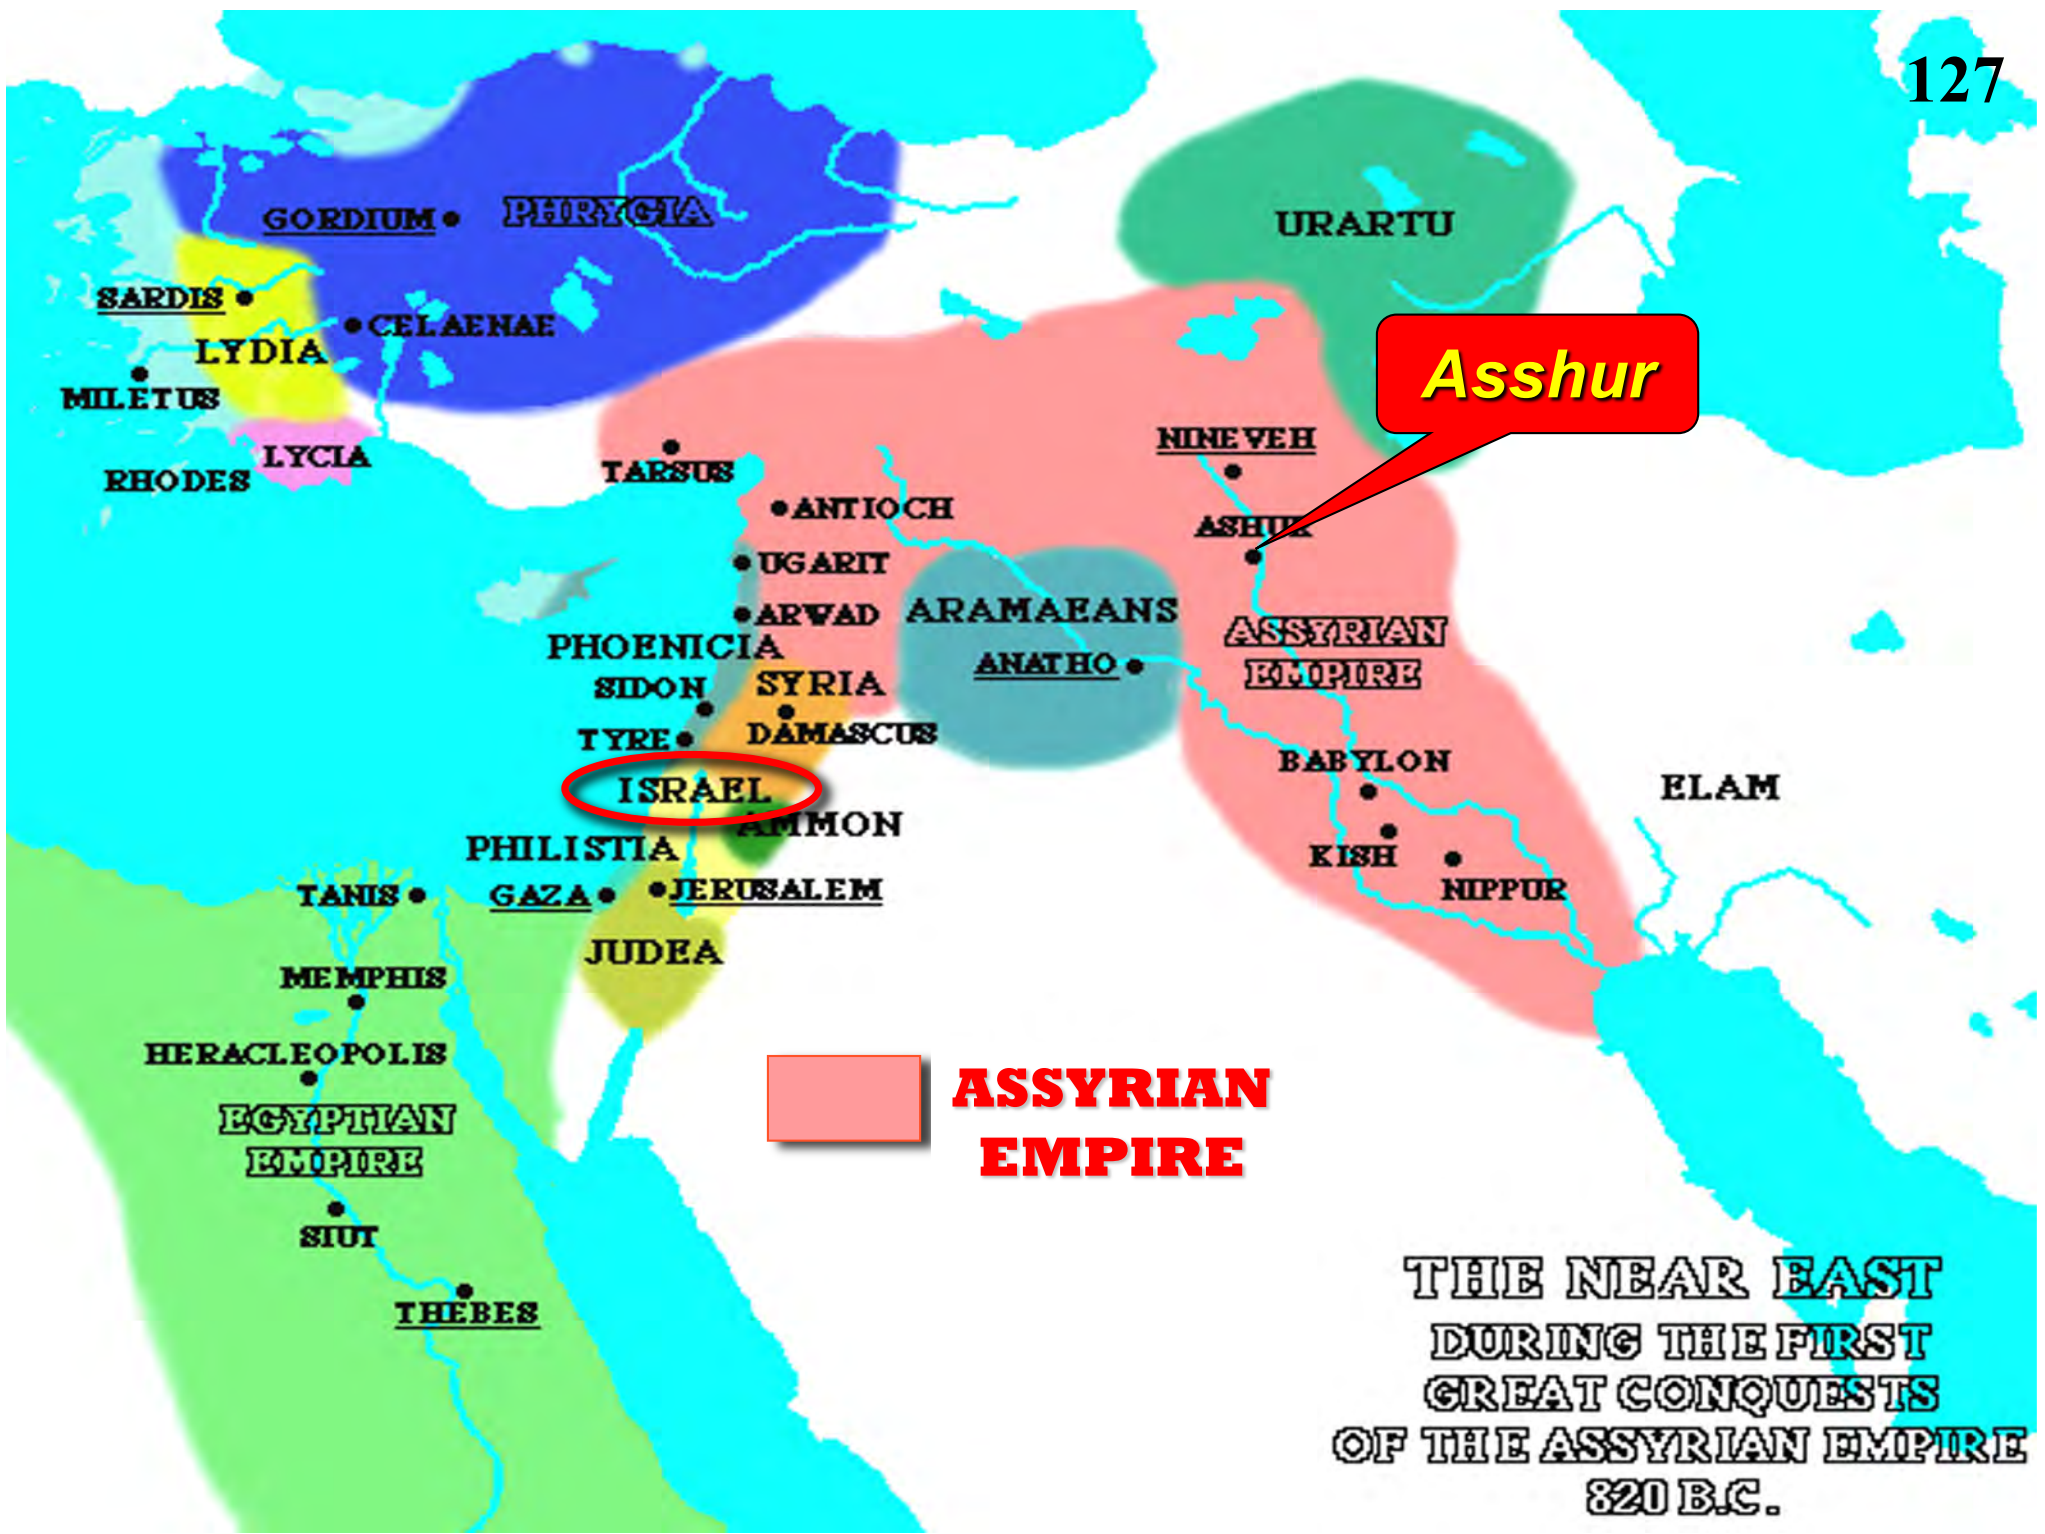 127
GORDIUM
PHRYGIA
URARTU
SARDIS
CELAENAE
LYDIA
Asshur
MILETUS
NINEVEH
LYCIA
RHODES
TARSUS
ANTIOCH
ASHUR
UGARIT
ARWAD
ARAMAEANS
ASSYRIAN
EMPIRE
PHOENICIA
ANATHO
SIDON
SYRIA
TYRE
DAMASCUS
BABYLON
ISRAEL
ELAM
AMMON
PHILISTIA
KISH
NIPPUR
TANIS
GAZA
JERUSALEM
JUDEA
MEMPHIS
HERACLEOPOLIS
ASSYRIAN
EMPIRE
EGYPTIAN
EMPIRE
SIUT
THEBES
THE NEAR EAST
DURING THE FIRST
GREAT CONQUESTS
OF THE ASSYRIAN EMPIRE
820 B.C.